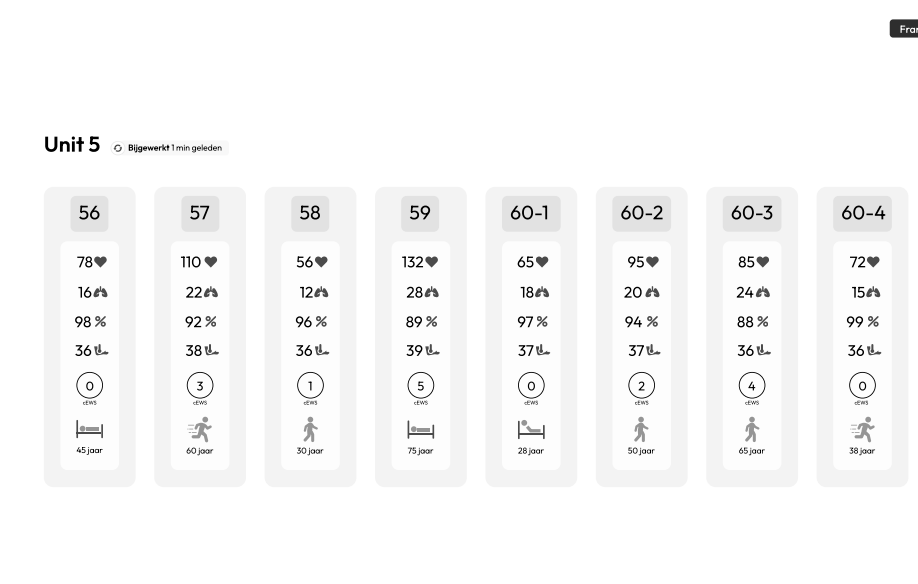 Fran
Unit 5
Bijgewerkt 1 min geleden
56
57
58
59
60-1
60-2
60-3
60-4
78
110
56
132
65
95
85
72
16
22
12
28
18
20
24
15
98 %
92 %
96 %
89 %
97 %
94 %
88 %
99 %
36
38
36
39
37
37
36
36
0
3
1
5
0
2
4
0
cEWS
cEWS
cEWS
cEWS
cEWS
cEWS
cEWS
cEWS
45 jaar
60 jaar
30 jaar
75 jaar
28 jaar
50 jaar
65 jaar
38 jaar